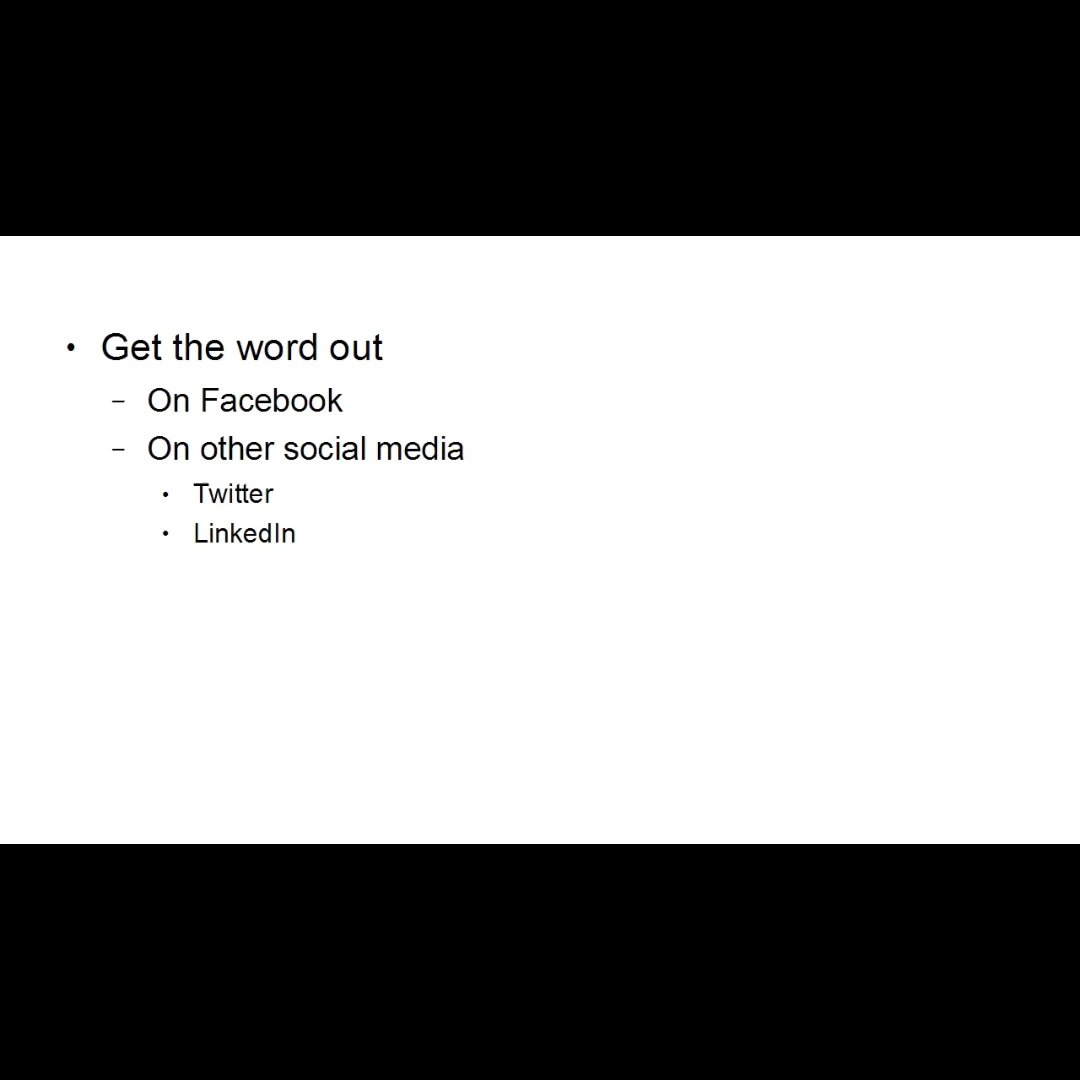 • Get the word out
– On Facebook
– On other social media
• Twitter
• LinkedIn